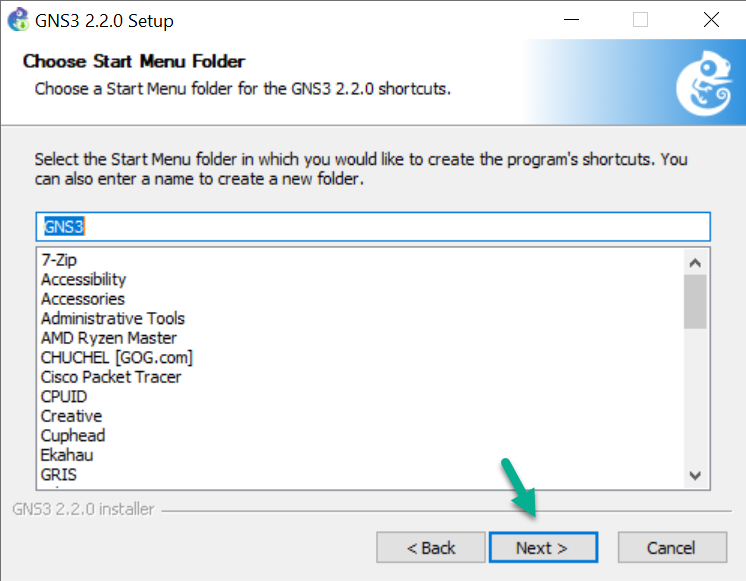 GNS3 2.2.0 Setup
Choose Start Menu Folder
Choose a Start Menu folder for the GNS3 2.2.0 shortcuts.
Select the Start Menu folder in which you would like to create the program's shortcuts. You
can also enter a name to create a new folder.
GNS3
7-Zip
Accessibility
Accessories
Administrative Tools
AMD Ryzen Master
CHUCHEL [GOG.com]
Cisco Packet Tracer
CPUID
Creative
Cuphead
Ekahau
GRIS
GNS3 2.2.0 installer
< Back
Next >
Cancel